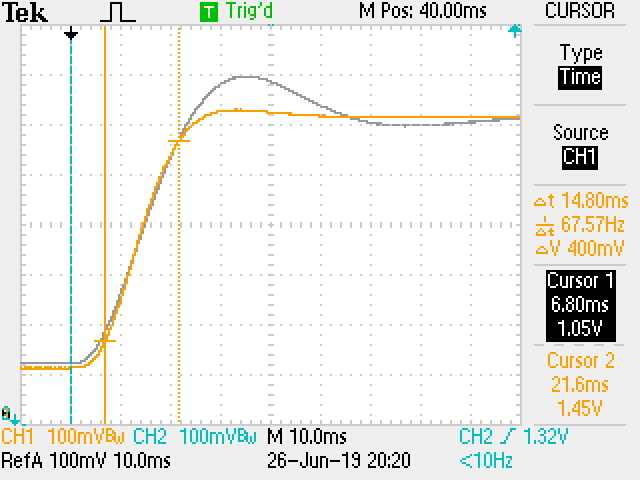 Tek T Trig'd M Pos: 40.00ms CURSOR
Type
Time
Source
CH1
Δt 14.80ms
1/Δt 67.57Hz
ΔV 400mV
Cursor 1
6.80ms
1.05V
Cursor 2
21.6ms
1.45V
CH1 100mVBw CH2 100mVBw M 10.0ms CH2 / 1.32V
RefA 100mV 10.0ms 26-Jun-19 20:20 <10Hz